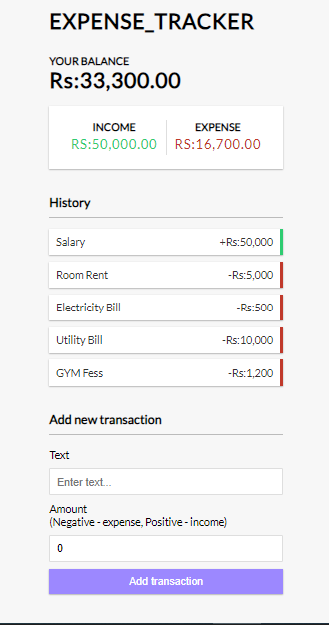 EXPENSE_TRACKER
YOUR BALANCE
Rs:33,300.00
INCOME EXPENSE
RS:50,000.00 RS:16,700.00
History
Salary +Rs:50,000
Room Rent -Rs:5,000
Electricity Bill -Rs:500
Utility Bill -Rs:10,000
GYM Fess -Rs:1,200
Add new transaction
Text
Enter text...
Amount
(Negative - expense, Positive - income)
0
Add transaction